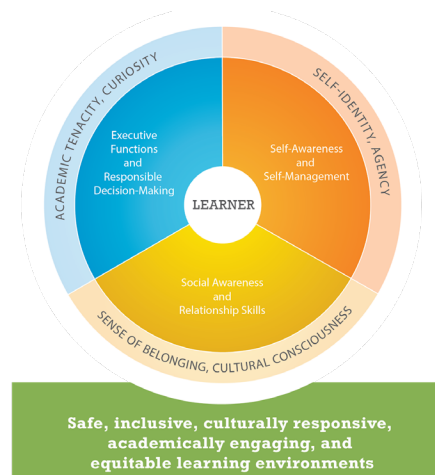 ACADEMIC TENACITY, CURIOSITY
SELF-IDENTITY, AGENCY
Executive
Functions
and
Responsible
Decision-Making
Self-Awareness
and
Self-Management
LEARNER
Social Awareness
and
Relationship Skills
SENSE OF BELONGING, CULTURAL CONSCIOUSNESS
Safe, inclusive, culturally responsive,
academically engaging, and
equitable learning environments